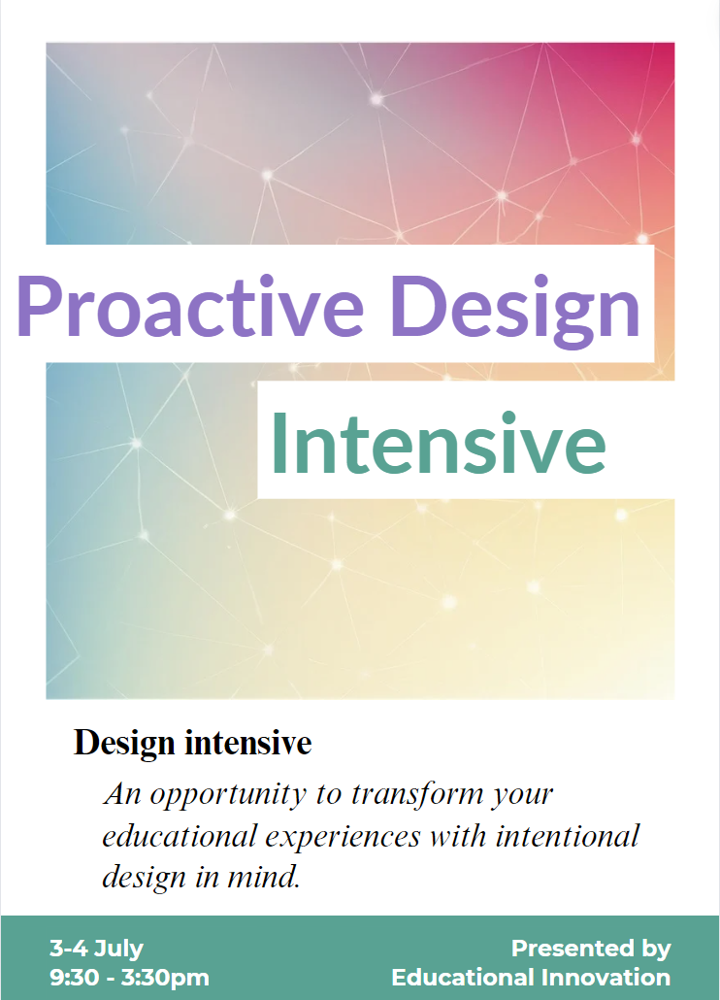 Proactive Design
Intensive
Design intensive
An opportunity to transform your
educational experiences with intentional
design in mind.
3-4 July
9:30 - 3:30pm
Presented by
Educational Innovation